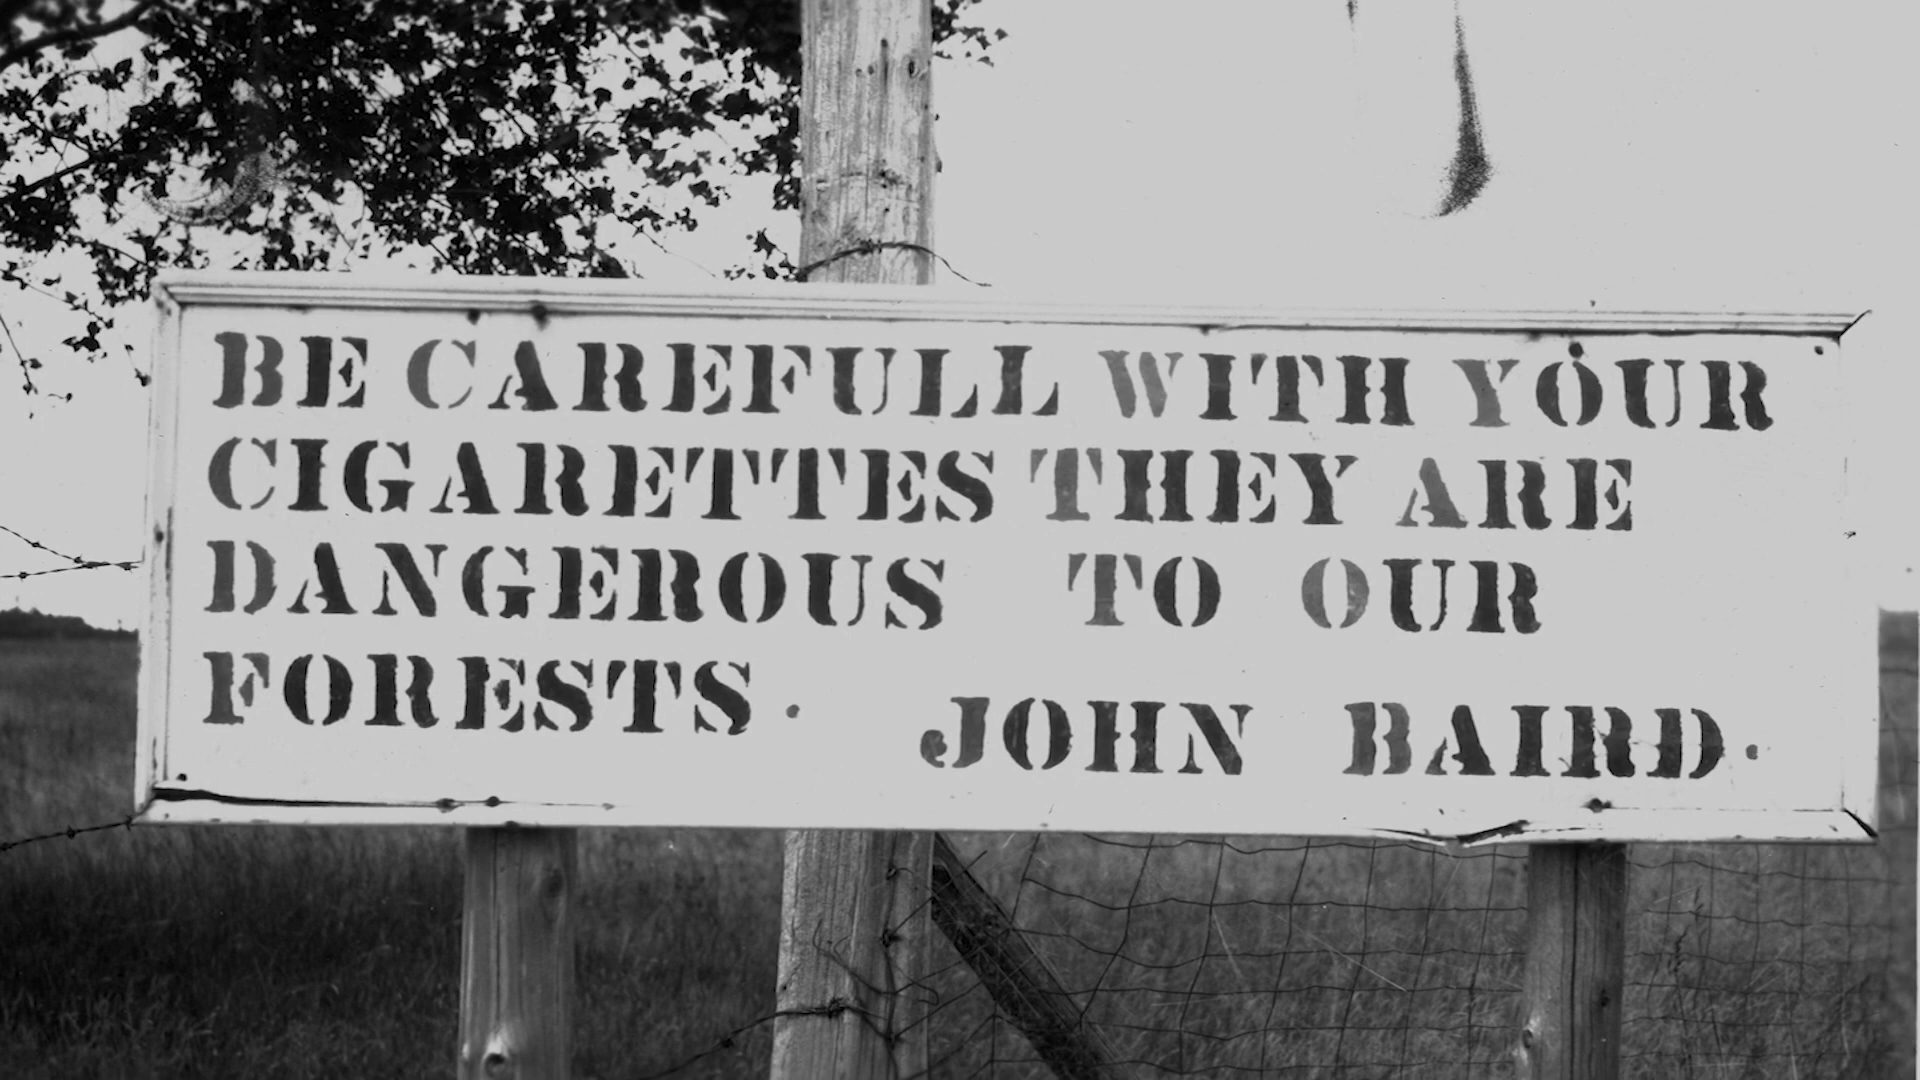 BE CAREFULL WITH YOUR
CIGARETTES THEY ARE
DANGEROUS TO OUR
FORESTS.
JOHN BAIRD.